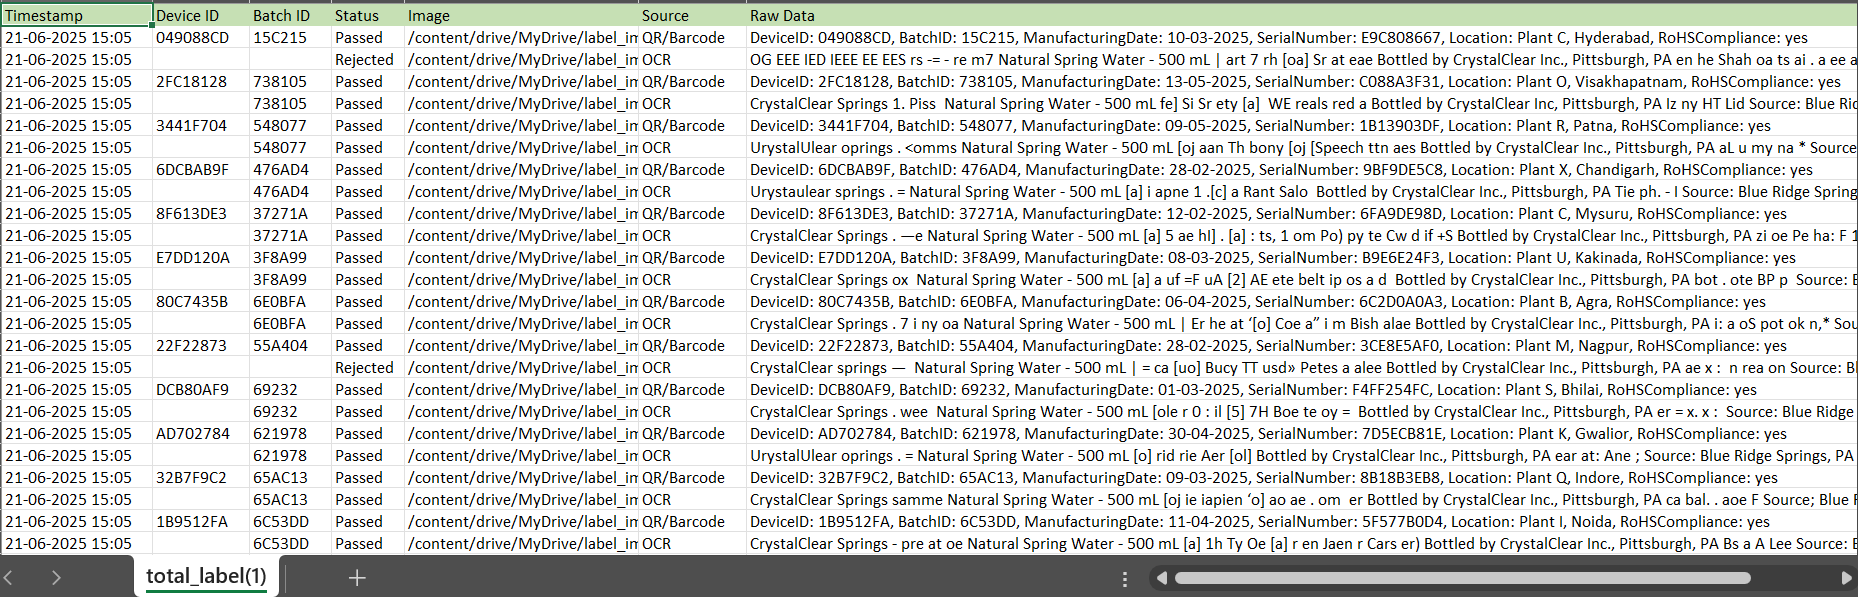 Timestamp Device ID Batch ID Status Image Source Raw Data
21-06-2025 15:05 049088CD 15C215 Passed /content/drive/MyDrive/label_im QR/Barcode DeviceID: 049088CD, BatchID: 15C215, ManufacturingDate: 10-03-2025, SerialNumber: E9C808667, Location: Plant C, Hyderabad, RoHSCompliance: yes
21-06-2025 15:05 Rejected /content/drive/MyDrive/label_im OCR OG EEE IED IEEE EE EES rs -= - re m7 Natural Spring Water - 500 mL | art 7 rh [oa] Sr at eae Bottled by CrystalClear Inc., Pittsburgh, PA en he Shah oa ts ai . a ee a
21-06-2025 15:05 2FC18128 738105 Passed /content/drive/MyDrive/label_im QR/Barcode DeviceID: 2FC18128, BatchID: 738105, ManufacturingDate: 13-05-2025, SerialNumber: C088A3F31, Location: Plant O, Visakhapatnam, RoHSCompliance: yes
21-06-2025 15:05 738105 Passed /content/drive/MyDrive/label_im OCR CrystalClear Springs 1. Piss Natural Spring Water - 500 mL fe] Si Sr ety [a] WE reals red a Bottled by CrystalClear Inc, Pittsburgh, PA Iz ny HT Lid Source: Blue Rid
21-06-2025 15:05 3441F704 548077 Passed /content/drive/MyDrive/label_im QR/Barcode DeviceID: 3441F704, BatchID: 548077, ManufacturingDate: 09-05-2025, SerialNumber: 1B13903DF, Location: Plant R, Patna, RoHSCompliance: yes
21-06-2025 15:05 548077 Passed /content/drive/MyDrive/label_im OCR UrystalUlear oprings . <omms Natural Spring Water - 500 mL [oj aan Th bony [oj [Speech ttn aes Bottled by CrystalClear Inc., Pittsburgh, PA aL u my na * Source
21-06-2025 15:05 6DCBAB9F 476AD4 Passed /content/drive/MyDrive/label_im QR/Barcode DeviceID: 6DCBAB9F, BatchID: 476AD4, ManufacturingDate: 28-02-2025, SerialNumber: 9BF9DE5C8, Location: Plant X, Chandigarh, RoHSCompliance: yes
21-06-2025 15:05 476AD4 Passed /content/drive/MyDrive/label_im OCR Urystaulear springs . = Natural Spring Water - 500 mL [a] i apne 1 .[c] a Rant Salo Bottled by CrystalClear Inc., Pittsburgh, PA Tie ph. - I Source: Blue Ridge Spring
21-06-2025 15:05 8F613DE3 37271A Passed /content/drive/MyDrive/label_im QR/Barcode DeviceID: 8F613DE3, BatchID: 37271A, ManufacturingDate: 12-02-2025, SerialNumber: 6FA9DE98D, Location: Plant C, Mysuru, RoHSCompliance: yes
21-06-2025 15:05 37271A Passed /content/drive/MyDrive/label_im OCR CrystalClear Springs . —e Natural Spring Water - 500 mL [a] 5 ae hI] . [a] : ts, 1 om Po) py te Cw d if +S Bottled by CrystalClear Inc., Pittsburgh, PA zi oe Pe ha: F 1
21-06-2025 15:05 E7DD120A 3F8A99 Passed /content/drive/MyDrive/label_im QR/Barcode DeviceID: E7DD120A, BatchID: 3F8A99, ManufacturingDate: 08-03-2025, SerialNumber: B9E6E24F3, Location: Plant U, Kakinada, RoHSCompliance: yes
21-06-2025 15:05 3F8A99 Passed /content/drive/MyDrive/label_im OCR CrystalClear Springs ox Natural Spring Water - 500 mL [a] a uf =F uA [2] AE ete belt ip os a d Bottled by CrystalClear Inc., Pittsburgh, PA bot . ote BP p Source: B
21-06-2025 15:05 80C7435B 6E0BFA Passed /content/drive/MyDrive/label_im QR/Barcode DeviceID: 80C7435B, BatchID: 6E0BFA, ManufacturingDate: 06-04-2025, SerialNumber: 6C2D0A0A3, Location: Plant B, Agra, RoHSCompliance: yes
21-06-2025 15:05 6E0BFA Passed /content/drive/MyDrive/label_im OCR CrystalClear Springs . 7 i ny oa Natural Spring Water - 500 mL | Er he at ‘[o] Coe a” i m Bish alae Bottled by CrystalClear Inc., Pittsburgh, PA i: a oS pot ok n,* Sou
21-06-2025 15:05 22F22873 55A404 Passed /content/drive/MyDrive/label_im QR/Barcode DeviceID: 22F22873, BatchID: 55A404, ManufacturingDate: 28-02-2025, SerialNumber: 3CE8E5AF0, Location: Plant M, Nagpur, RoHSCompliance: yes
21-06-2025 15:05 Rejected /content/drive/MyDrive/label_im OCR CrystalClear springs — Natural Spring Water - 500 mL | = ca [uo] Bucy TT usd» Petes a alee Bottled by CrystalClear Inc., Pittsburgh, PA ae x : n rea on Source: Bl
21-06-2025 15:05 DCB80AF9 69232 Passed /content/drive/MyDrive/label_im QR/Barcode DeviceID: DCB80AF9, BatchID: 69232, ManufacturingDate: 01-03-2025, SerialNumber: F4FF254FC, Location: Plant S, Bhilai, RoHSCompliance: yes
21-06-2025 15:05 69232 Passed /content/drive/MyDrive/label_im OCR CrystalClear Springs . wee Natural Spring Water - 500 mL [ole r 0 : il [5] 7H Boe te oy = Bottled by CrystalClear Inc., Pittsburgh, PA er = x. x : Source: Blue Ridge
21-06-2025 15:05 AD702784 621978 Passed /content/drive/MyDrive/label_im QR/Barcode DeviceID: AD702784, BatchID: 621978, ManufacturingDate: 30-04-2025, SerialNumber: 7D5ECB81E, Location: Plant K, Gwalior, RoHSCompliance: yes
21-06-2025 15:05 621978 Passed /content/drive/MyDrive/label_im OCR UrystalUlear oprings . = Natural Spring Water - 500 mL [o] rid rie Aer [ol] Bottled by CrystalClear Inc., Pittsburgh, PA ear at: Ane ; Source: Blue Ridge Springs, PA
21-06-2025 15:05 32B7F9C2 65AC13 Passed /content/drive/MyDrive/label_im QR/Barcode DeviceID: 32B7F9C2, BatchID: 65AC13, ManufacturingDate: 09-03-2025, SerialNumber: 8B18B3EB8, Location: Plant Q, Indore, RoHSCompliance: yes
21-06-2025 15:05 65AC13 Passed /content/drive/MyDrive/label_im OCR CrystalClear Springs samme Natural Spring Water - 500 mL [oj ie iapien ‘o] ao ae . om er Bottled by CrystalClear Inc., Pittsburgh, PA ca bal. . aoe F Source; Blue F
21-06-2025 15:05 1B9512FA 6C53DD Passed /content/drive/MyDrive/label_im QR/Barcode DeviceID: 1B9512FA, BatchID: 6C53DD, ManufacturingDate: 11-04-2025, SerialNumber: 5F577B0D4, Location: Plant I, Noida, RoHSCompliance: yes
21-06-2025 15:05 6C53DD Passed /content/drive/MyDrive/label_im OCR CrystalClear Springs - pre at oe Natural Spring Water - 500 mL [a] 1h Ty Oe [a] r en Jaen r Cars er) Bottled by CrystalClear Inc., Pittsburgh, PA Bs a A Lee Source: B
total_label(1)